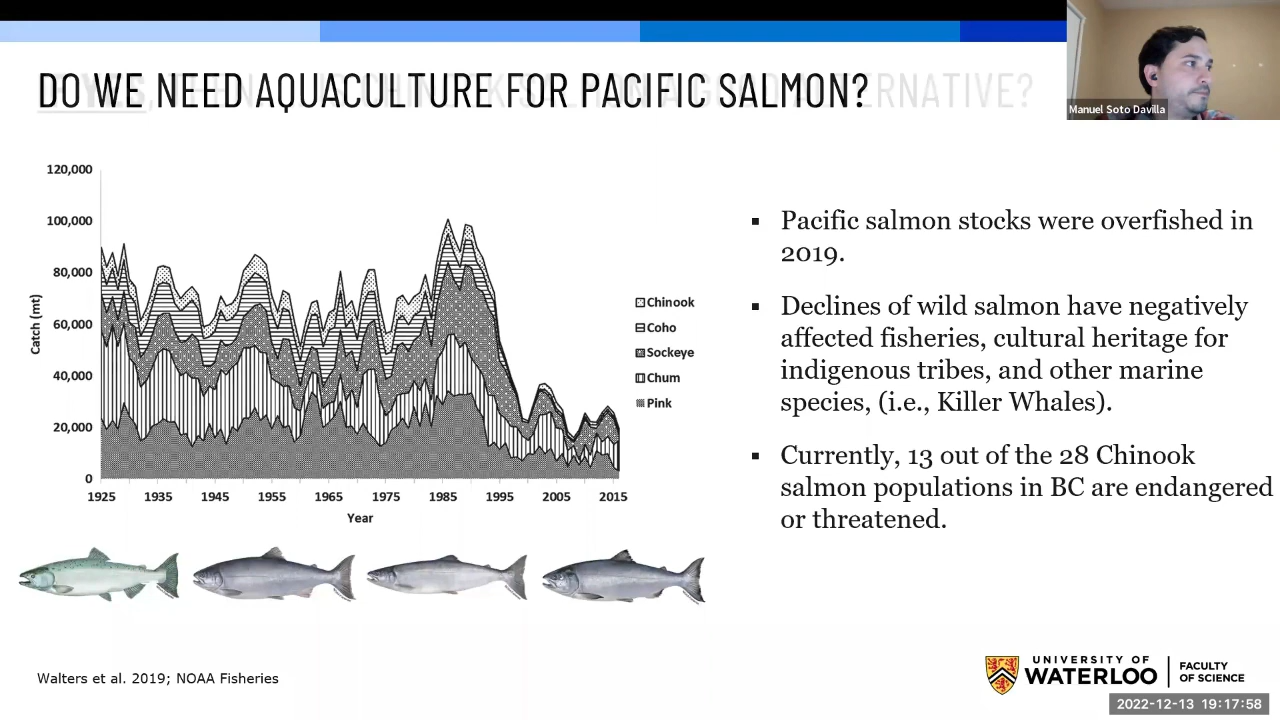 DO WE NEED AQUACULTURE FOR PACIFIC SALMON?
RNATIVE?
Manuel Soto Davilla
120,000
100,000
80,000
60,000
40,000
20,000
0
Catch (mt)
1925 1935 1945 1955 1965 1975 1985 1995 2005 2015
Year
Chinook
Coho
Sockeye
Chum
Pink
▪ Pacific salmon stocks were overfished in
2019.
▪ Declines of wild salmon have negatively
affected fisheries, cultural heritage for
indigenous tribes, and other marine
species, (i.e., Killer Whales).
▪ Currently, 13 out of the 28 Chinook
salmon populations in BC are endangered
or threatened.
Walters et al. 2019; NOAA Fisheries
UNIVERSITY OF
WATERLOO
FACULTY
OF SCIENCE
2022-12-13 19:17:58